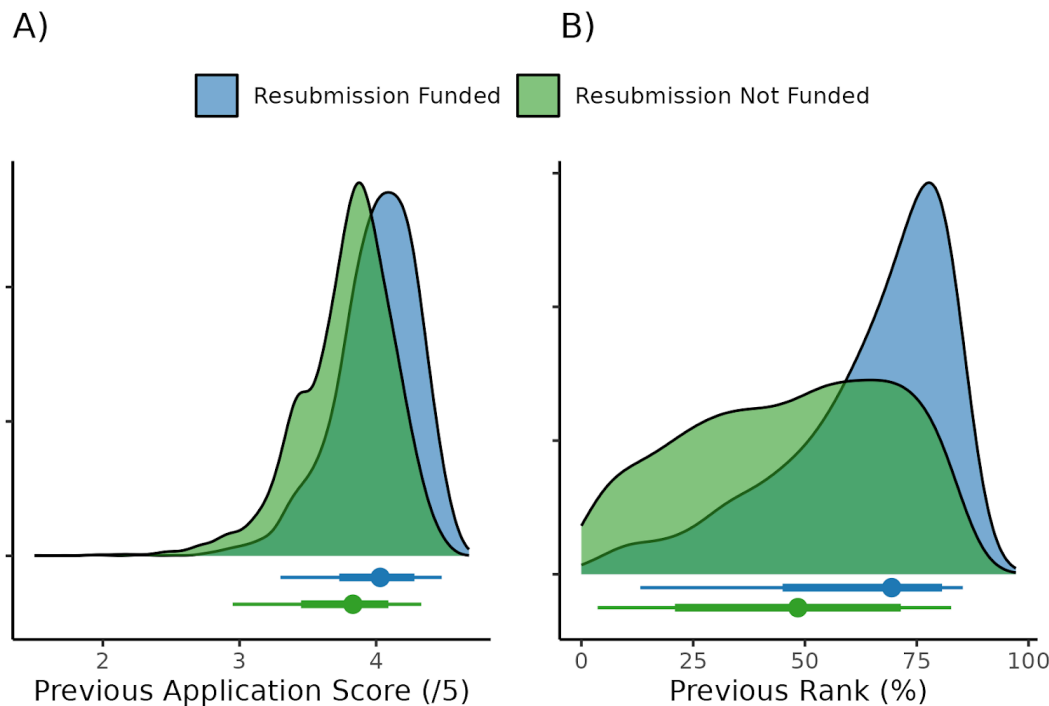 A)
B)
Resubmission Funded
Resubmission Not Funded
2
3
4
Previous Application Score (/5)
0
25
50
75
100
Previous Rank (%)